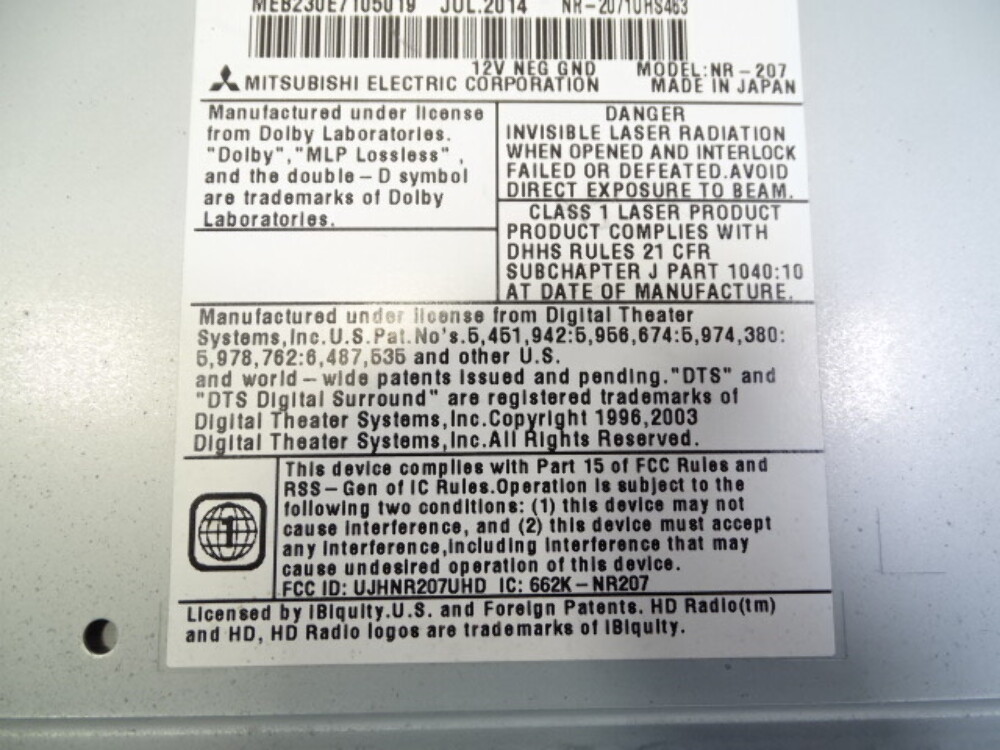 MEB230E7105019 JUL.2014 NR-2071UHS463
12V NEG GND MODEL:NR-207
MITSUBISHI ELECTRIC CORPORATION MADE IN JAPAN
Manufactured under license
from Dolby Laboratories.
"Dolby","MLP Lossless" ,
and the double-D symbol
are trademarks of Dolby
Laboratories.
DANGER
INVISIBLE LASER RADIATION
WHEN OPENED AND INTERLOCK
FAILED OR DEFEATED.AVOID
DIRECT EXPOSURE TO BEAM.
CLASS 1 LASER PRODUCT
PRODUCT COMPLIES WITH
DHHS RULES 21 CFR
SUBCHAPTER J PART 1040:10
AT DATE OF MANUFACTURE.
Manufactured under license from Digital Theater
Systems,Inc.U.S.Pat.No's.5,451,942:5,956,674:5,974,380:
5,978,762:6,487,535 and other U.S.
and world-wide patents issued and pending."DTS" and
"DTS Digital Surround" are registered trademarks of
Digital Theater Systems,Inc.Copyright 1996,2003
Digital Theater Systems,Inc.All Rights Reserved.
1
This device complies with Part 15 of FCC Rules and
RSS-Gen of IC Rules.Operation is subject to the
following two conditions: (1) this device may not
cause interference, and (2) this device must accept
any interference,including interference that may
cause undesired operation of this device.
FCC ID: UJHNR207UHD IC: 662K-NR207
Licensed by iBiquity.U.S. and Foreign Patents. HD Radio(tm)
and HD, HD Radio logos are trademarks of iBiquity.